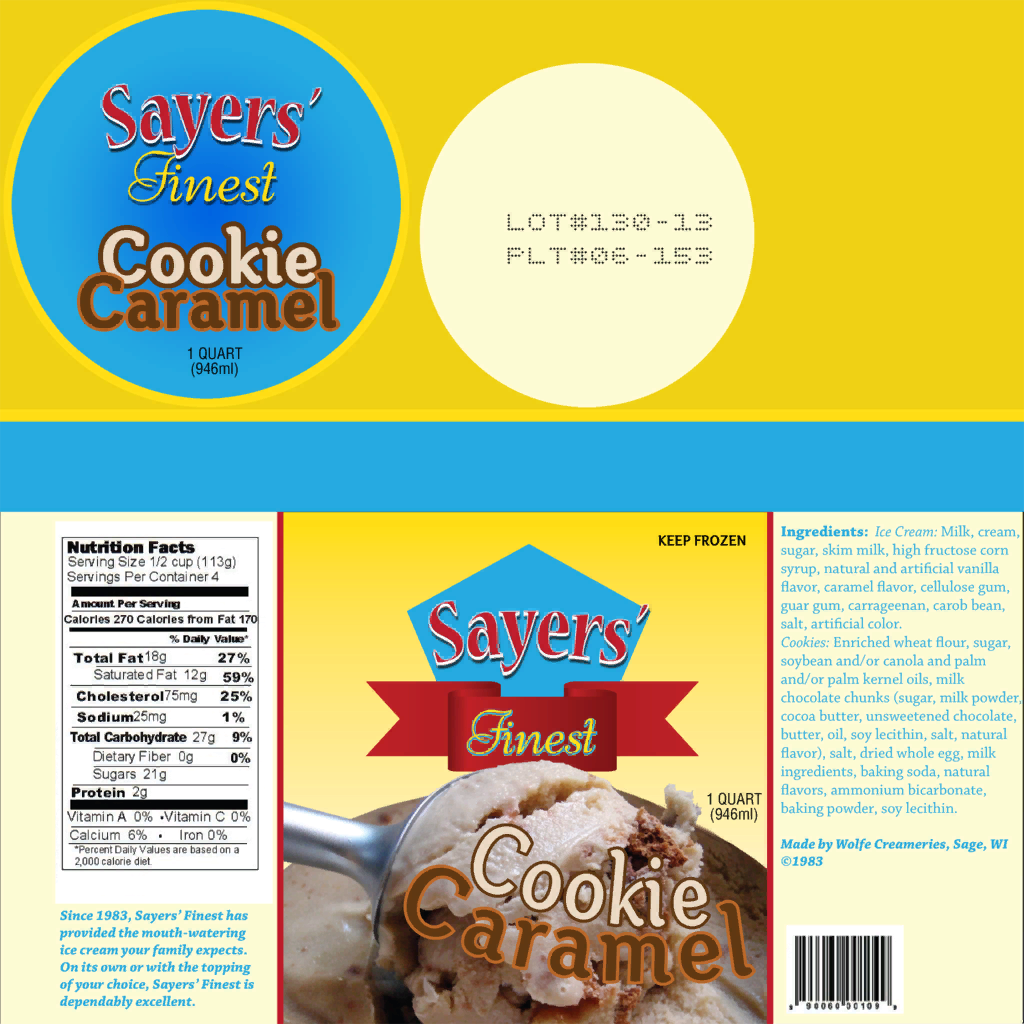 Sayers'
Finest
Cookie
Caramel
1 QUART
(946ml)
LOT#130-13
PLT#06-153
Nutrition Facts
Serving Size 1/2 cup (113g)
Servings Per Container 4
Amount Per Serving
Calories 270 Calories from Fat 170
% Daily Value*
Total Fat 18g 27%
Saturated Fat 12g 59%
Cholesterol 75mg 25%
Sodium 25mg 1%
Total Carbohydrate 27g 9%
Dietary Fiber 0g 0%
Sugars 21g
Protein 2g
Vitamin A 0% •Vitamin C 0%
Calcium 6% • Iron 0%
*Percent Daily Values are based on a
2,000 calorie diet.
Since 1983, Sayers' Finest has
provided the mouth-watering
ice cream your family expects.
On its own or with the topping
of your choice, Sayers' Finest is
dependably excellent.
KEEP FROZEN
Sayers'
Finest
1 QUART
(946ml)
Cookie
Caramel
Ingredients: Ice Cream: Milk, cream,
sugar, skim milk, high fructose corn
syrup, natural and artificial vanilla
flavor, caramel flavor, cellulose gum,
guar gum, carrageenan, carob bean,
salt, artificial color.
Cookies: Enriched wheat flour, sugar,
soybean and/or canola and palm
and/or palm kernel oils, milk
chocolate chunks (sugar, milk powder,
cocoa butter, unsweetened chocolate,
butter, oil, soy lecithin, salt, natural
flavor), salt, dried whole egg, milk
ingredients, baking soda, natural
flavors, ammonium bicarbonate,
baking powder, soy lecithin.
Made by Wolfe Creameries, Sage, WI
©1983
90060 00109